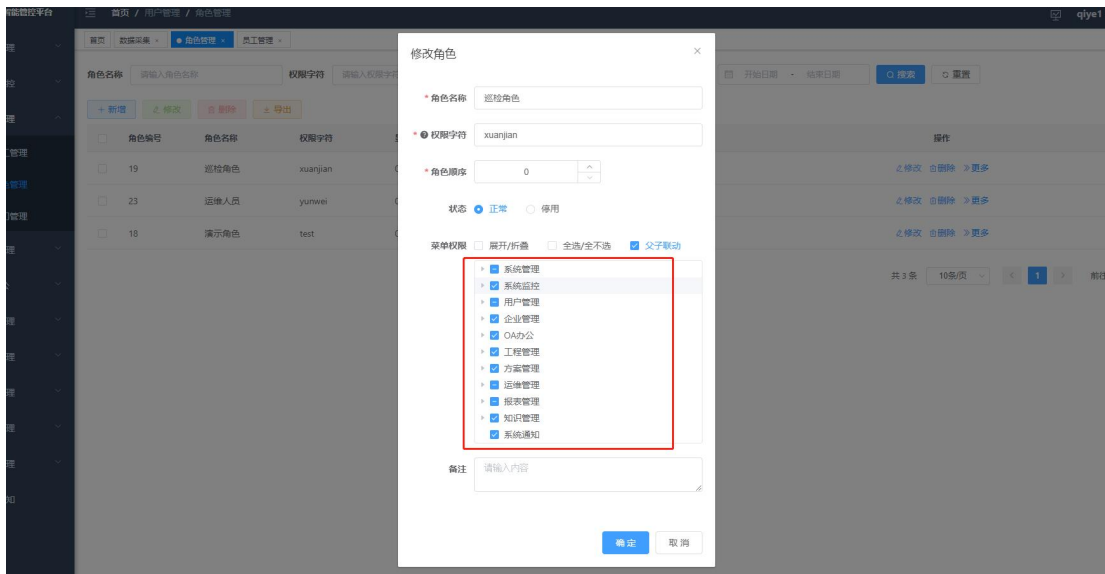 智能管控平台
首页 / 用户管理 / 角色管理
qiye1
首页 数据采集 × 角色管理 × 员工管理 ×
角色名称 请输入角色名称 权限字符 请输入权限字符 开始日期 - 结束日期 搜索 重置
+ 新增 修改 删除 导出
角色编号 角色名称 权限字符 操作
19 巡检角色 xuanjian 修改 删除 更多
23 运维人员 yunwei 修改 删除 更多
18 演示角色 test 修改 删除 更多
共 3 条 10条/页 1 前往
修改角色
* 角色名称 巡检角色
* 权限字符 xuanjian
* 角色顺序 0
状态 正常 停用
菜单权限 展开/折叠 全选/全不选 父子联动
系统管理
系统监控
用户管理
企业管理
OA办公
工程管理
方案管理
运维管理
报表管理
知识管理
系统通知
备注 请输入内容
确 定 取 消